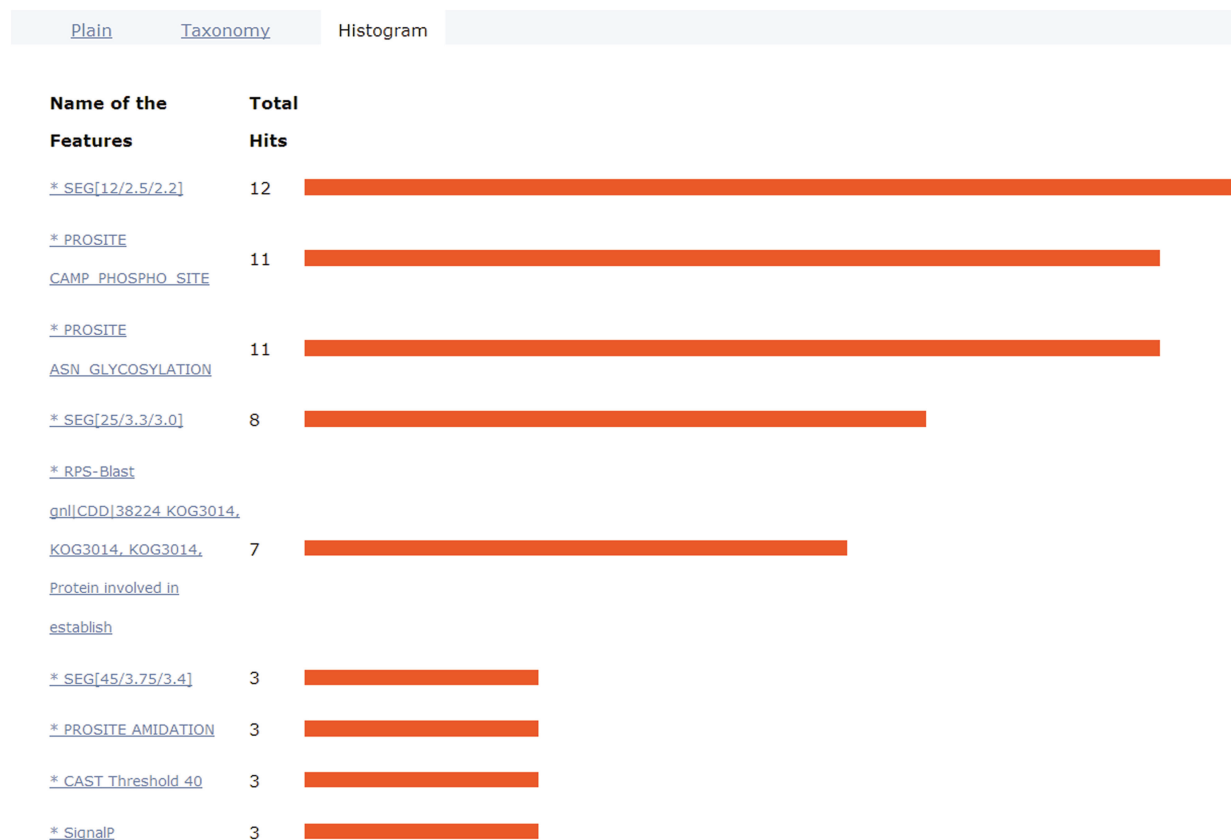 Plain Taxonomy Histogram
Name of the Total
Features Hits
* SEG[12/2.5/2.2] 12
* PROSITE
CAMP_PHOSPHO_SITE 11
* PROSITE
ASN_GLYCOSYLATION 11
* SEG[25/3.3/3.0] 8
* RPS-Blast
gnl|CDD|38224 KOG3014,
KOG3014, KOG3014, 7
Protein involved in
establish
* SEG[45/3.75/3.4] 3
* PROSITE AMIDATION 3
* CAST Threshold 40 3
* SignalP 3